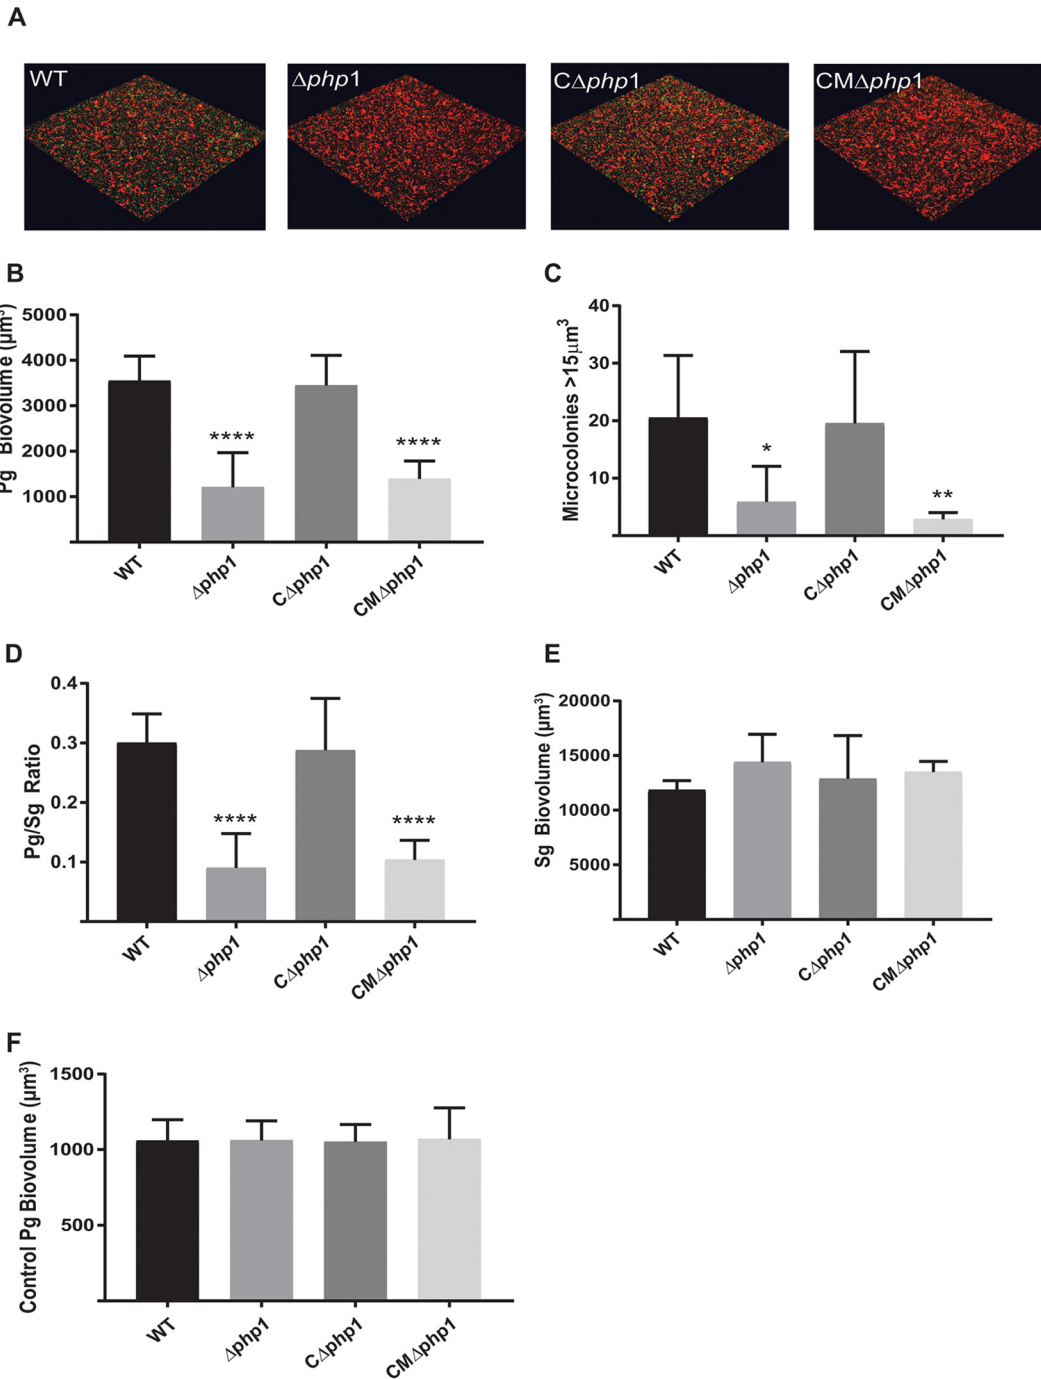 A
WT
Δphp1
CΔphp1
CMΔphp1
B
Pg Biovolume (μm³)
5000
4000
3000
2000
1000
****
****
WT
Δphp1
CΔphp1
CMΔphp1
C
Microcolonies >15μm³
40
30
20
10
*
**
WT
Δphp1
CΔphp1
CMΔphp1
D
Pg/Sg Ratio
0.4
0.3
0.2
0.1
****
****
WT
Δphp1
CΔphp1
CMΔphp1
E
Sg Biovolume (μm³)
20000
15000
10000
5000
WT
Δphp1
CΔphp1
CMΔphp1
F
Control Pg Biovolume (μm³)
1500
1000
500
WT
Δphp1
CΔphp1
CMΔphp1